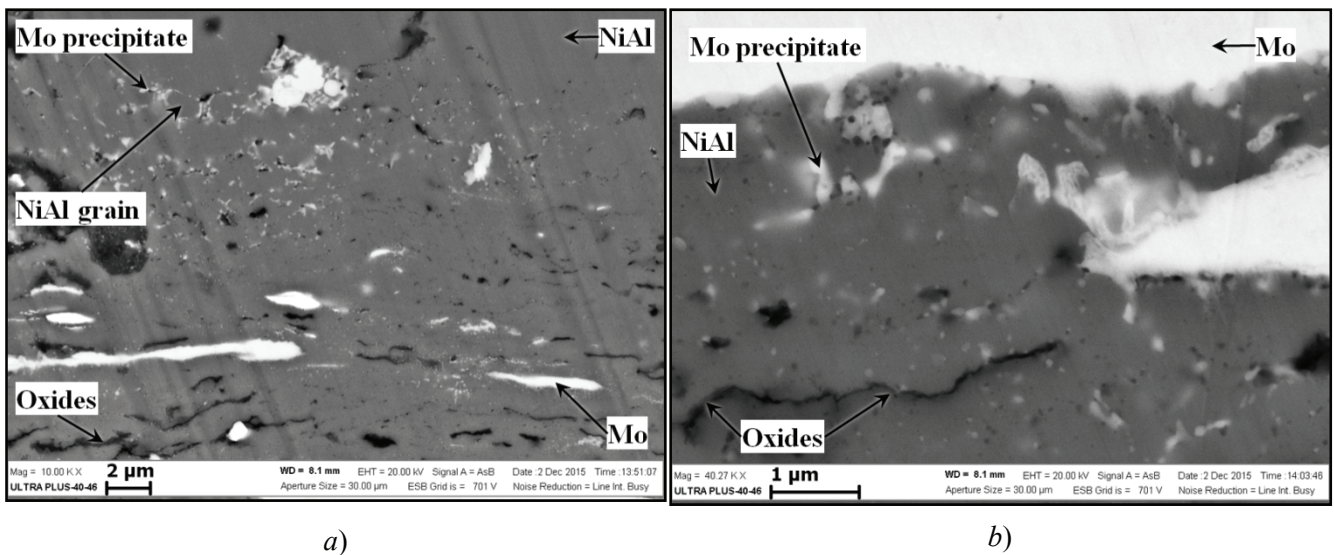 Mo precipitate
NiAl
NiAl grain
Oxides
Mo
Mag = 10.00 K X
2 µm
WD = 8.1 mm EHT = 20.00 kV Signal A = AsB Date :2 Dec 2015 Time :13:51:07
ULTRA PLUS-40-46
Aperture Size = 30.00 µm ESB Grid is = 701 V Noise Reduction = Line Int. Busy
a)
Mo precipitate
Mo
NiAl
Oxides
Mag = 40.27 K X
1 µm
WD = 8.1 mm EHT = 20.00 kV Signal A = AsB Date :2 Dec 2015 Time :14:03:46
ULTRA PLUS-40-46
Aperture Size = 30.00 µm ESB Grid is = 701 V Noise Reduction = Line Int. Busy
b)